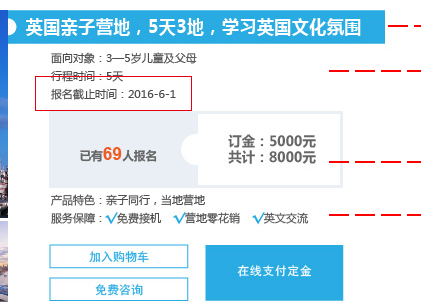 英国亲子营地，5天3地，学习英国文化氛围
面向对象：3—5岁儿童及父母
行程时间：5天
报名截止时间：2016-6-1
已有69人报名
订金：5000元
共计：8000元
产品特色：亲子同行，当地营地
服务保障：√免费接机 √营地零花销 √英文交流
加入购物车
免费咨询
在线支付定金